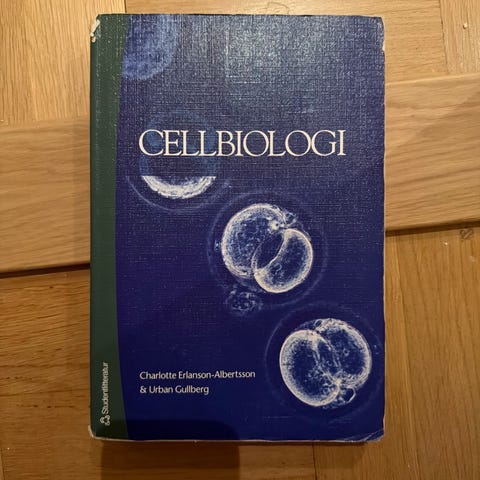 CELLBIOLOGI
Charlotte Erlanson-Albertsson
& Urban Gullberg
Studentlitteratur